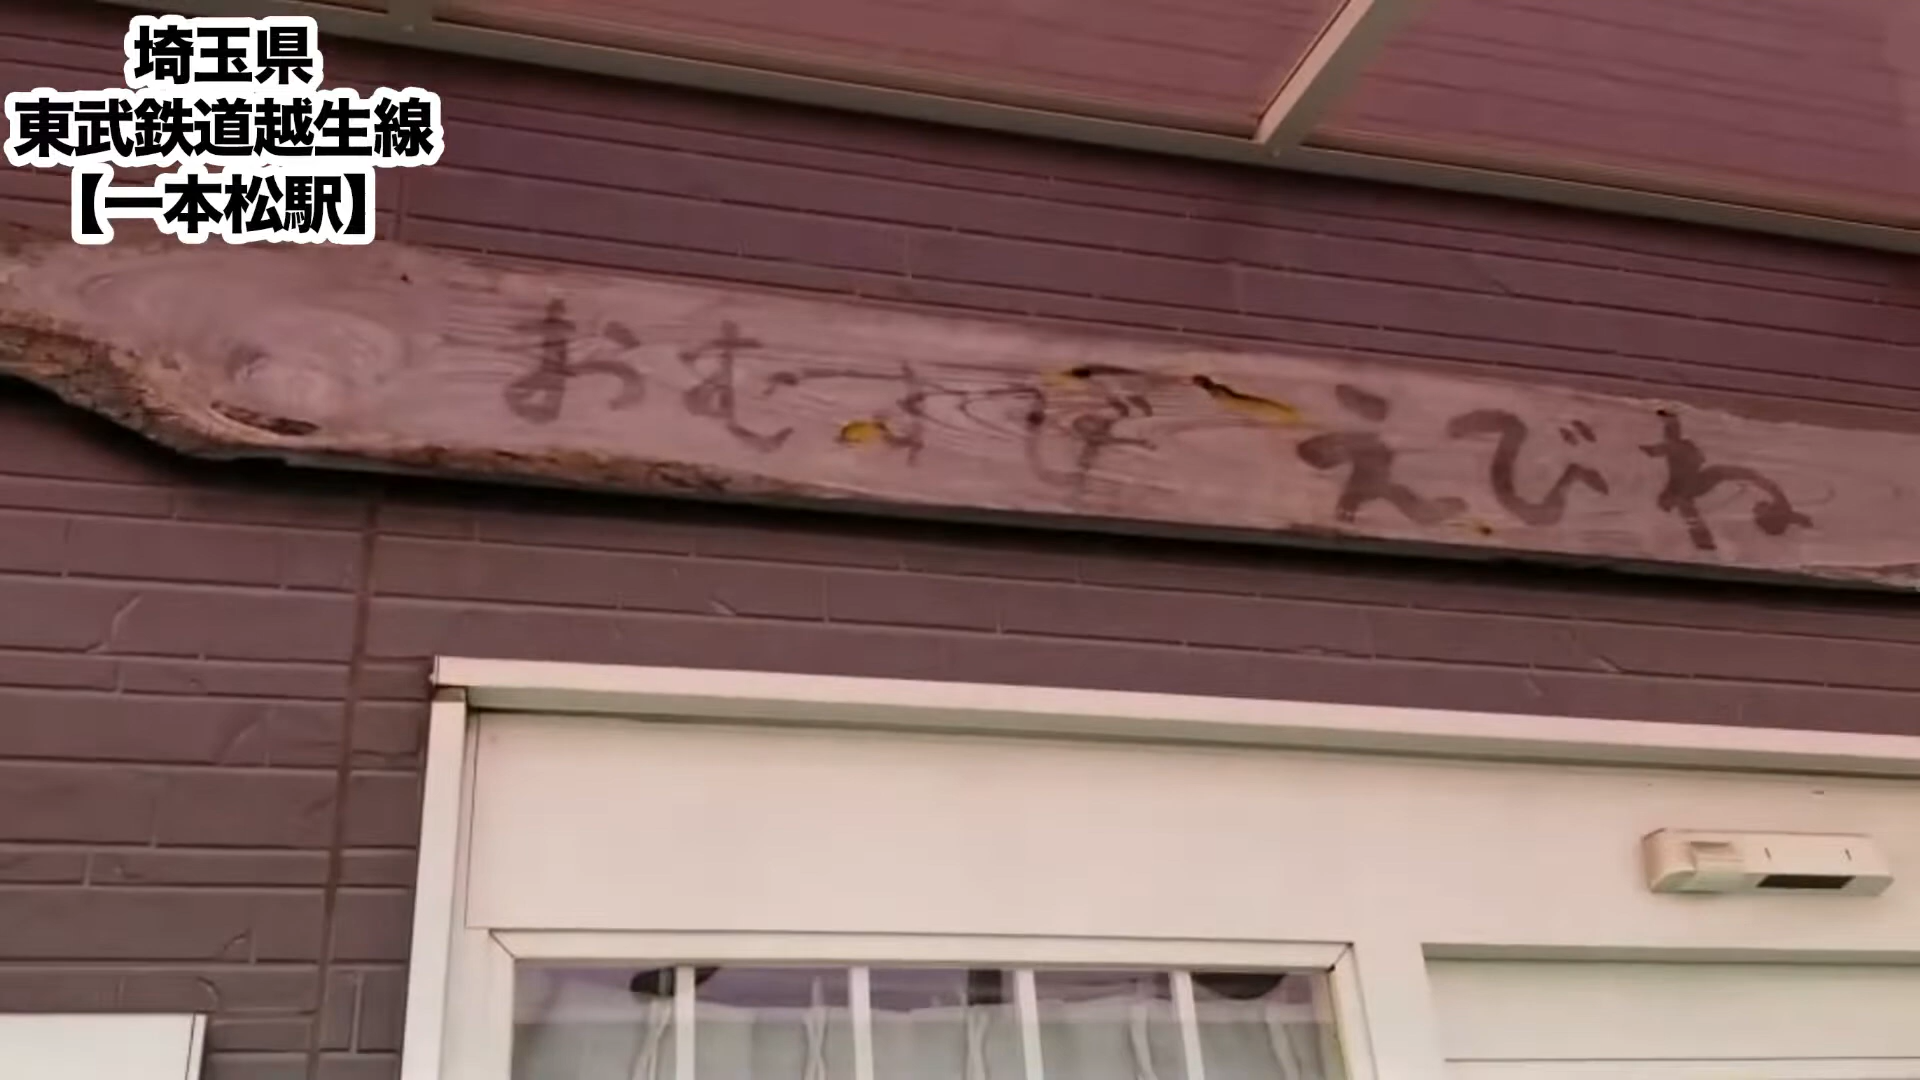 埼玉県
東武鉄道越生線
【一本松駅】
おむすび えびね